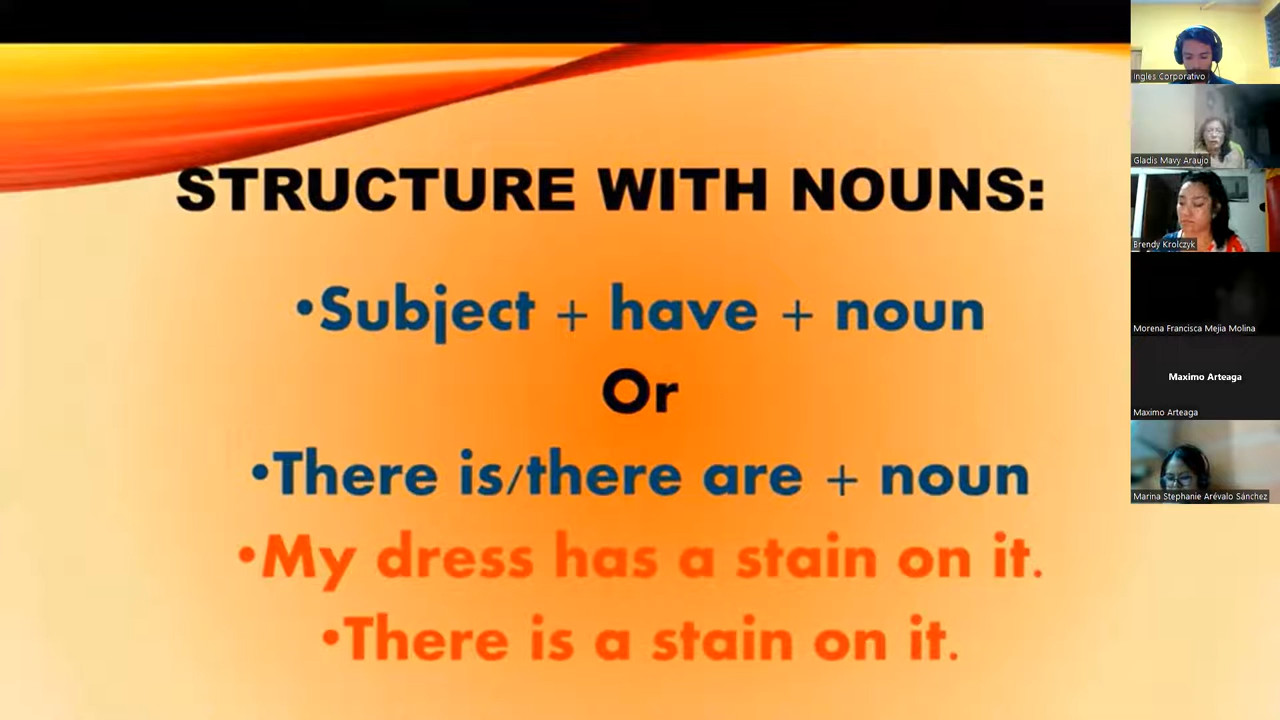 STRUCTURE WITH NOUNS:
•Subject + have + noun
Or
•There is/there are + noun
•My dress has a stain on it.
•There is a stain on it.
Ingles Corporativo
Gladis Mavy Araujo
Brendy Krolczyk
Morena Francisca Mejia Molina
Maximo Arteaga
Maximo Arteaga
Marina Stephanie Arévalo Sánchez